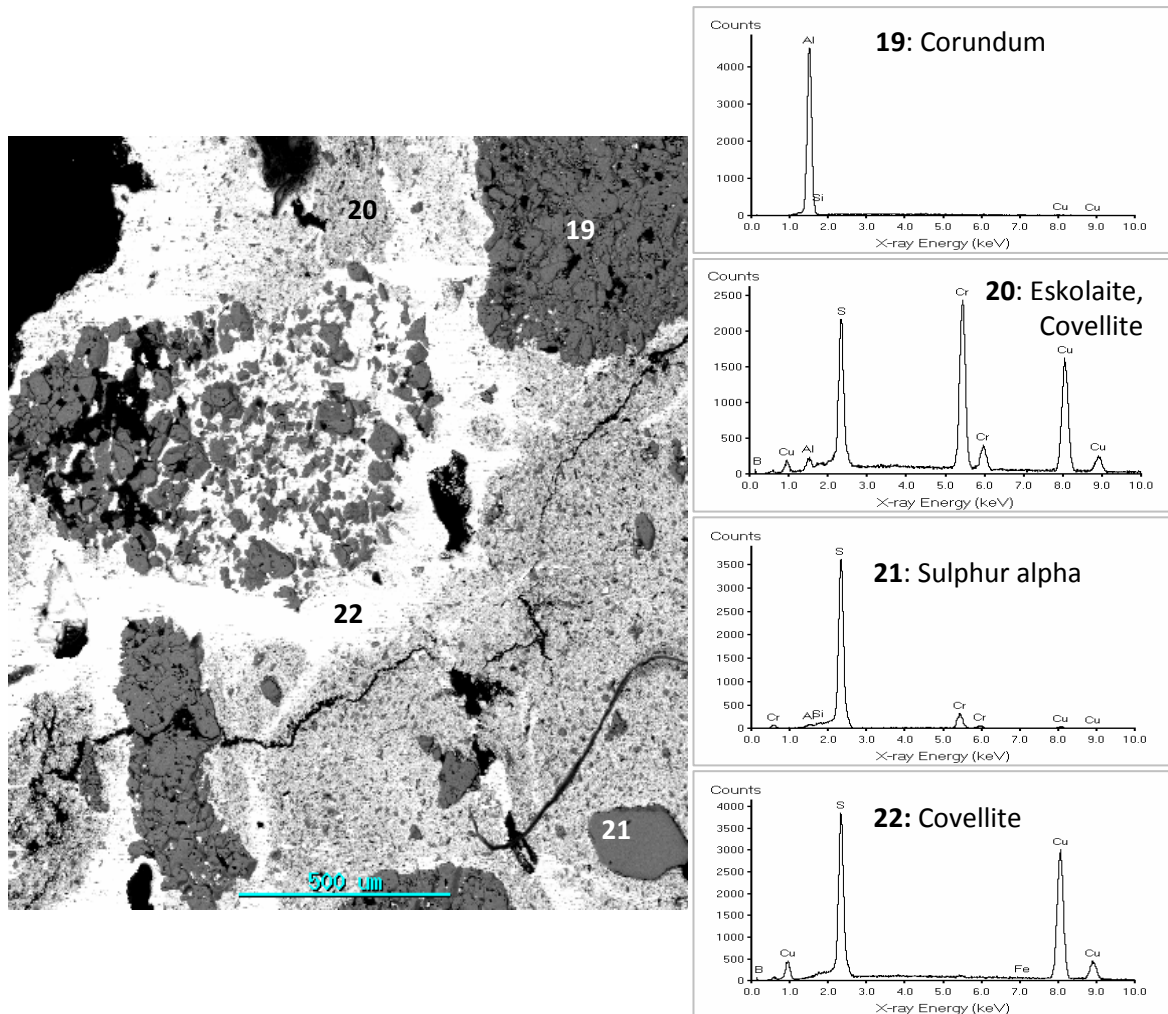 20
19
22
21
500 um
Counts
19: Corundum
Al
4000
3000
2000
1000
0
Si
Cu
Cu
0.0 1.0 2.0 3.0 4.0 5.0 6.0 7.0 8.0 9.0 10.0
X-ray Energy (keV)
Counts
20: Eskolaite,
Covellite
2500
2000
1500
1000
500
0
B
Cu
Al
S
Cr
Cr
Cu
Cu
0.0 1.0 2.0 3.0 4.0 5.0 6.0 7.0 8.0 9.0 10.0
X-ray Energy (keV)
Counts
21: Sulphur alpha
3500
3000
2500
2000
1500
1000
500
0
Cr
Al
Si
S
Cr
Cr
Cu
Cu
0.0 1.0 2.0 3.0 4.0 5.0 6.0 7.0 8.0 9.0 10.0
X-ray Energy (keV)
Counts
22: Covellite
4000
3500
3000
2500
2000
1500
1000
500
0
B
Cu
S
Fe
Cu
Cu
0.0 1.0 2.0 3.0 4.0 5.0 6.0 7.0 8.0 9.0 10.0
X-ray Energy (keV)